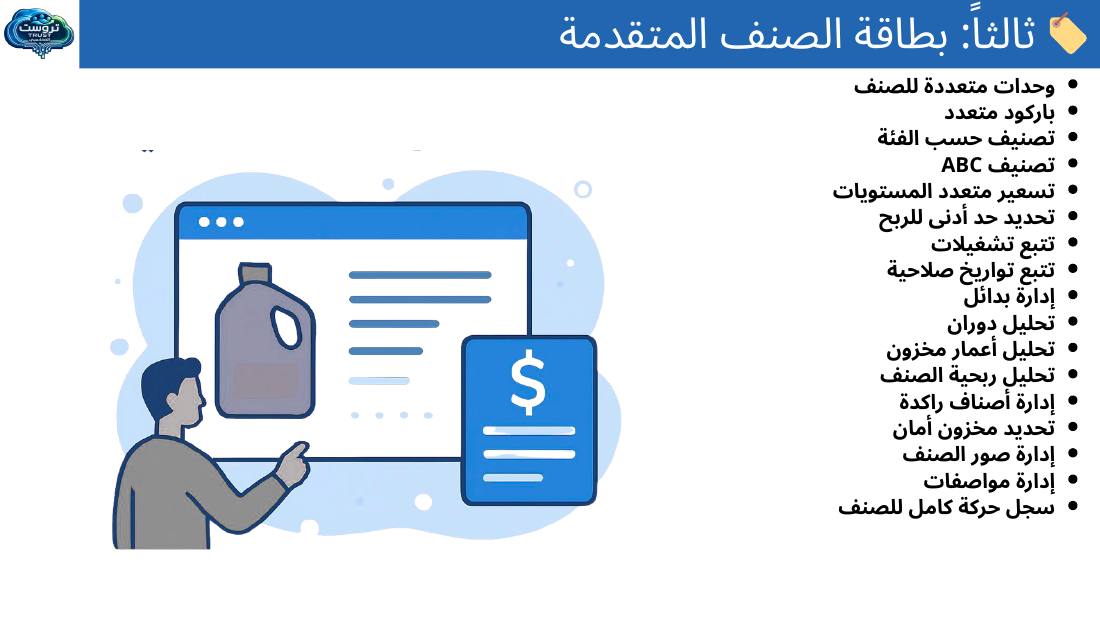 تروست
TRUST
🏷️ ثالثاً: بطاقة الصنف المتقدمة
• وحدات متعددة للصنف
• باركود متعدد
• تصنيف حسب الفئة
• تصنيف ABC
• تسعير متعدد المستويات
• تحديد حد أدنى للربح
• تتبع تشغيلات
• تتبع تواريخ صلاحية
• إدارة بدائل
• تحليل دوران
• تحليل أعمار مخزون
• تحليل ربحية الصنف
• إدارة أصناف راكدة
• تحديد مخزون أمان
• إدارة صور الصنف
• إدارة مواصفات
• سجل حركة كامل للصنف
$